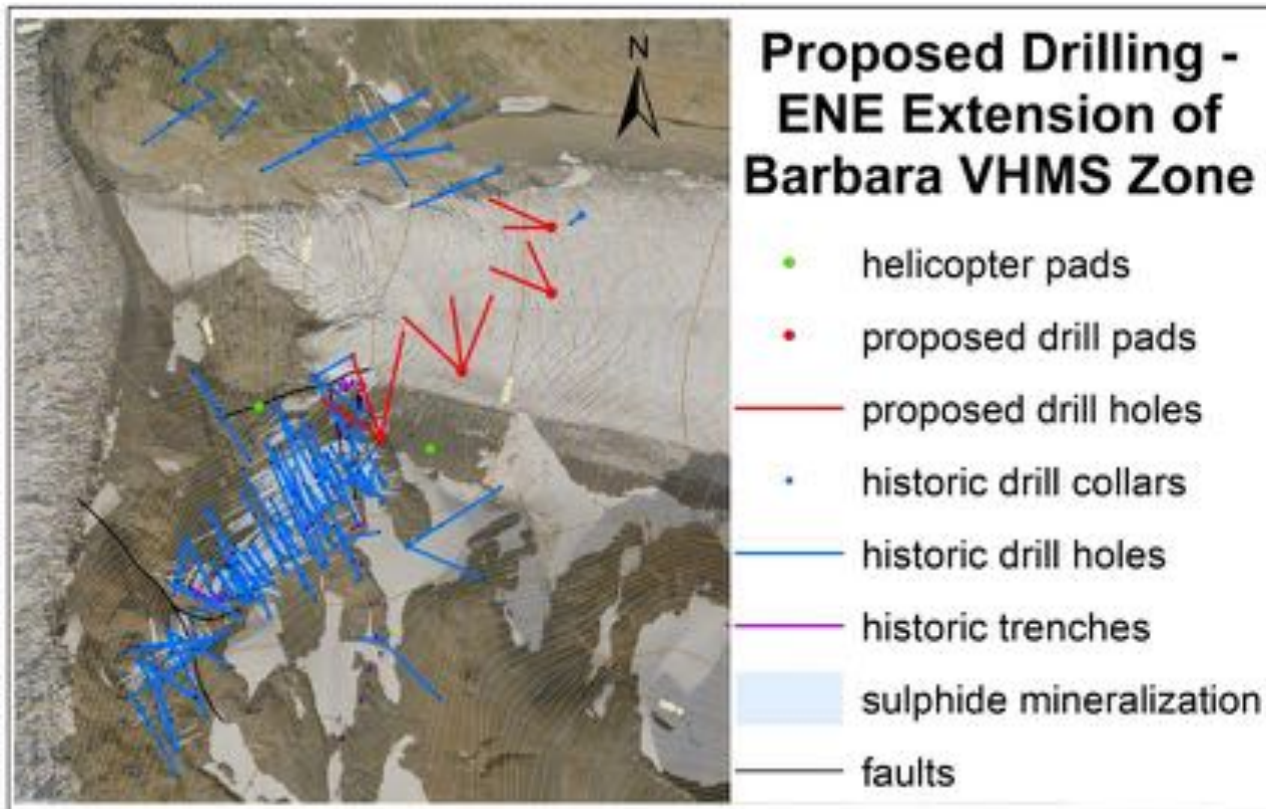 Proposed Drilling -
ENE Extension of
Barbara VHMS Zone
N
helicopter pads
proposed drill pads
proposed drill holes
historic drill collars
historic drill holes
historic trenches
sulphide mineralization
faults